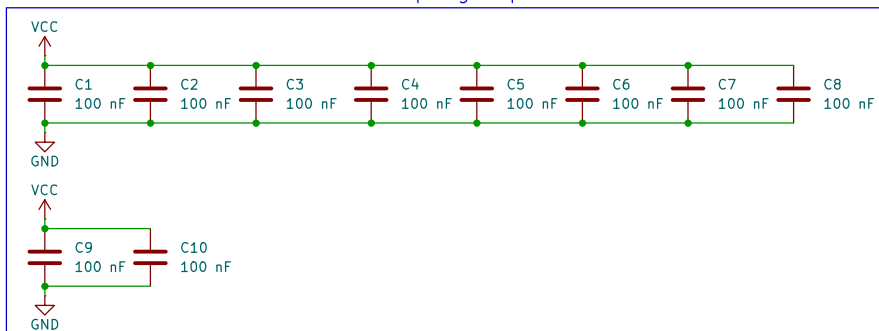 VCC
C1 C2 C3 C4 C5 C6 C7 C8
100 nF 100 nF 100 nF 100 nF 100 nF 100 nF 100 nF 100 nF
GND
VCC
C9 C10
100 nF 100 nF
GND